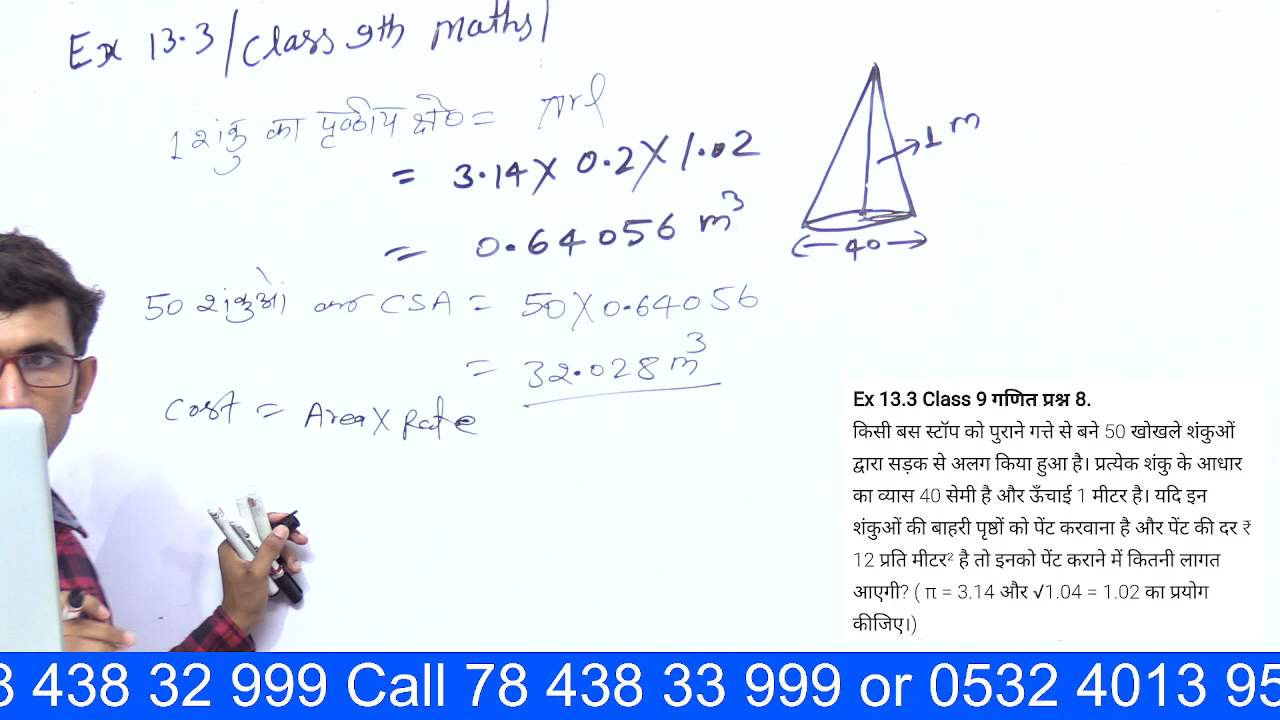 Ex 13.3/Class 9th maths/
1 शंकु का पृष्ठीय क्षे० = πrl
= 3.14 X 0.2 X 1.02
= 0.64056 m³
50 शंकुओं का CSA = 50 X 0.64056
= 32.028 m³
Cost = Area X Rate
1 m
40
Ex 13.3 Class 9 गणित प्रश्न 8.
किसी बस स्टॉप को पुराने गत्ते से बने 50 खोखले शंकुओं
द्वारा सड़क से अलग किया हुआ है। प्रत्येक शंकु के आधार
का व्यास 40 सेमी है और ऊँचाई 1 मीटर है। यदि इन
शंकुओं की बाहरी पृष्ठों को पेंट करवाना है और पेंट की दर ₹
12 प्रति मीटर² है तो इनको पेंट कराने में कितनी लागत
आएगी? ( π = 3.14 और √1.04 = 1.02 का प्रयोग
कीजिए।)
8 438 32 999 Call 78 438 33 999 or 0532 4013 95